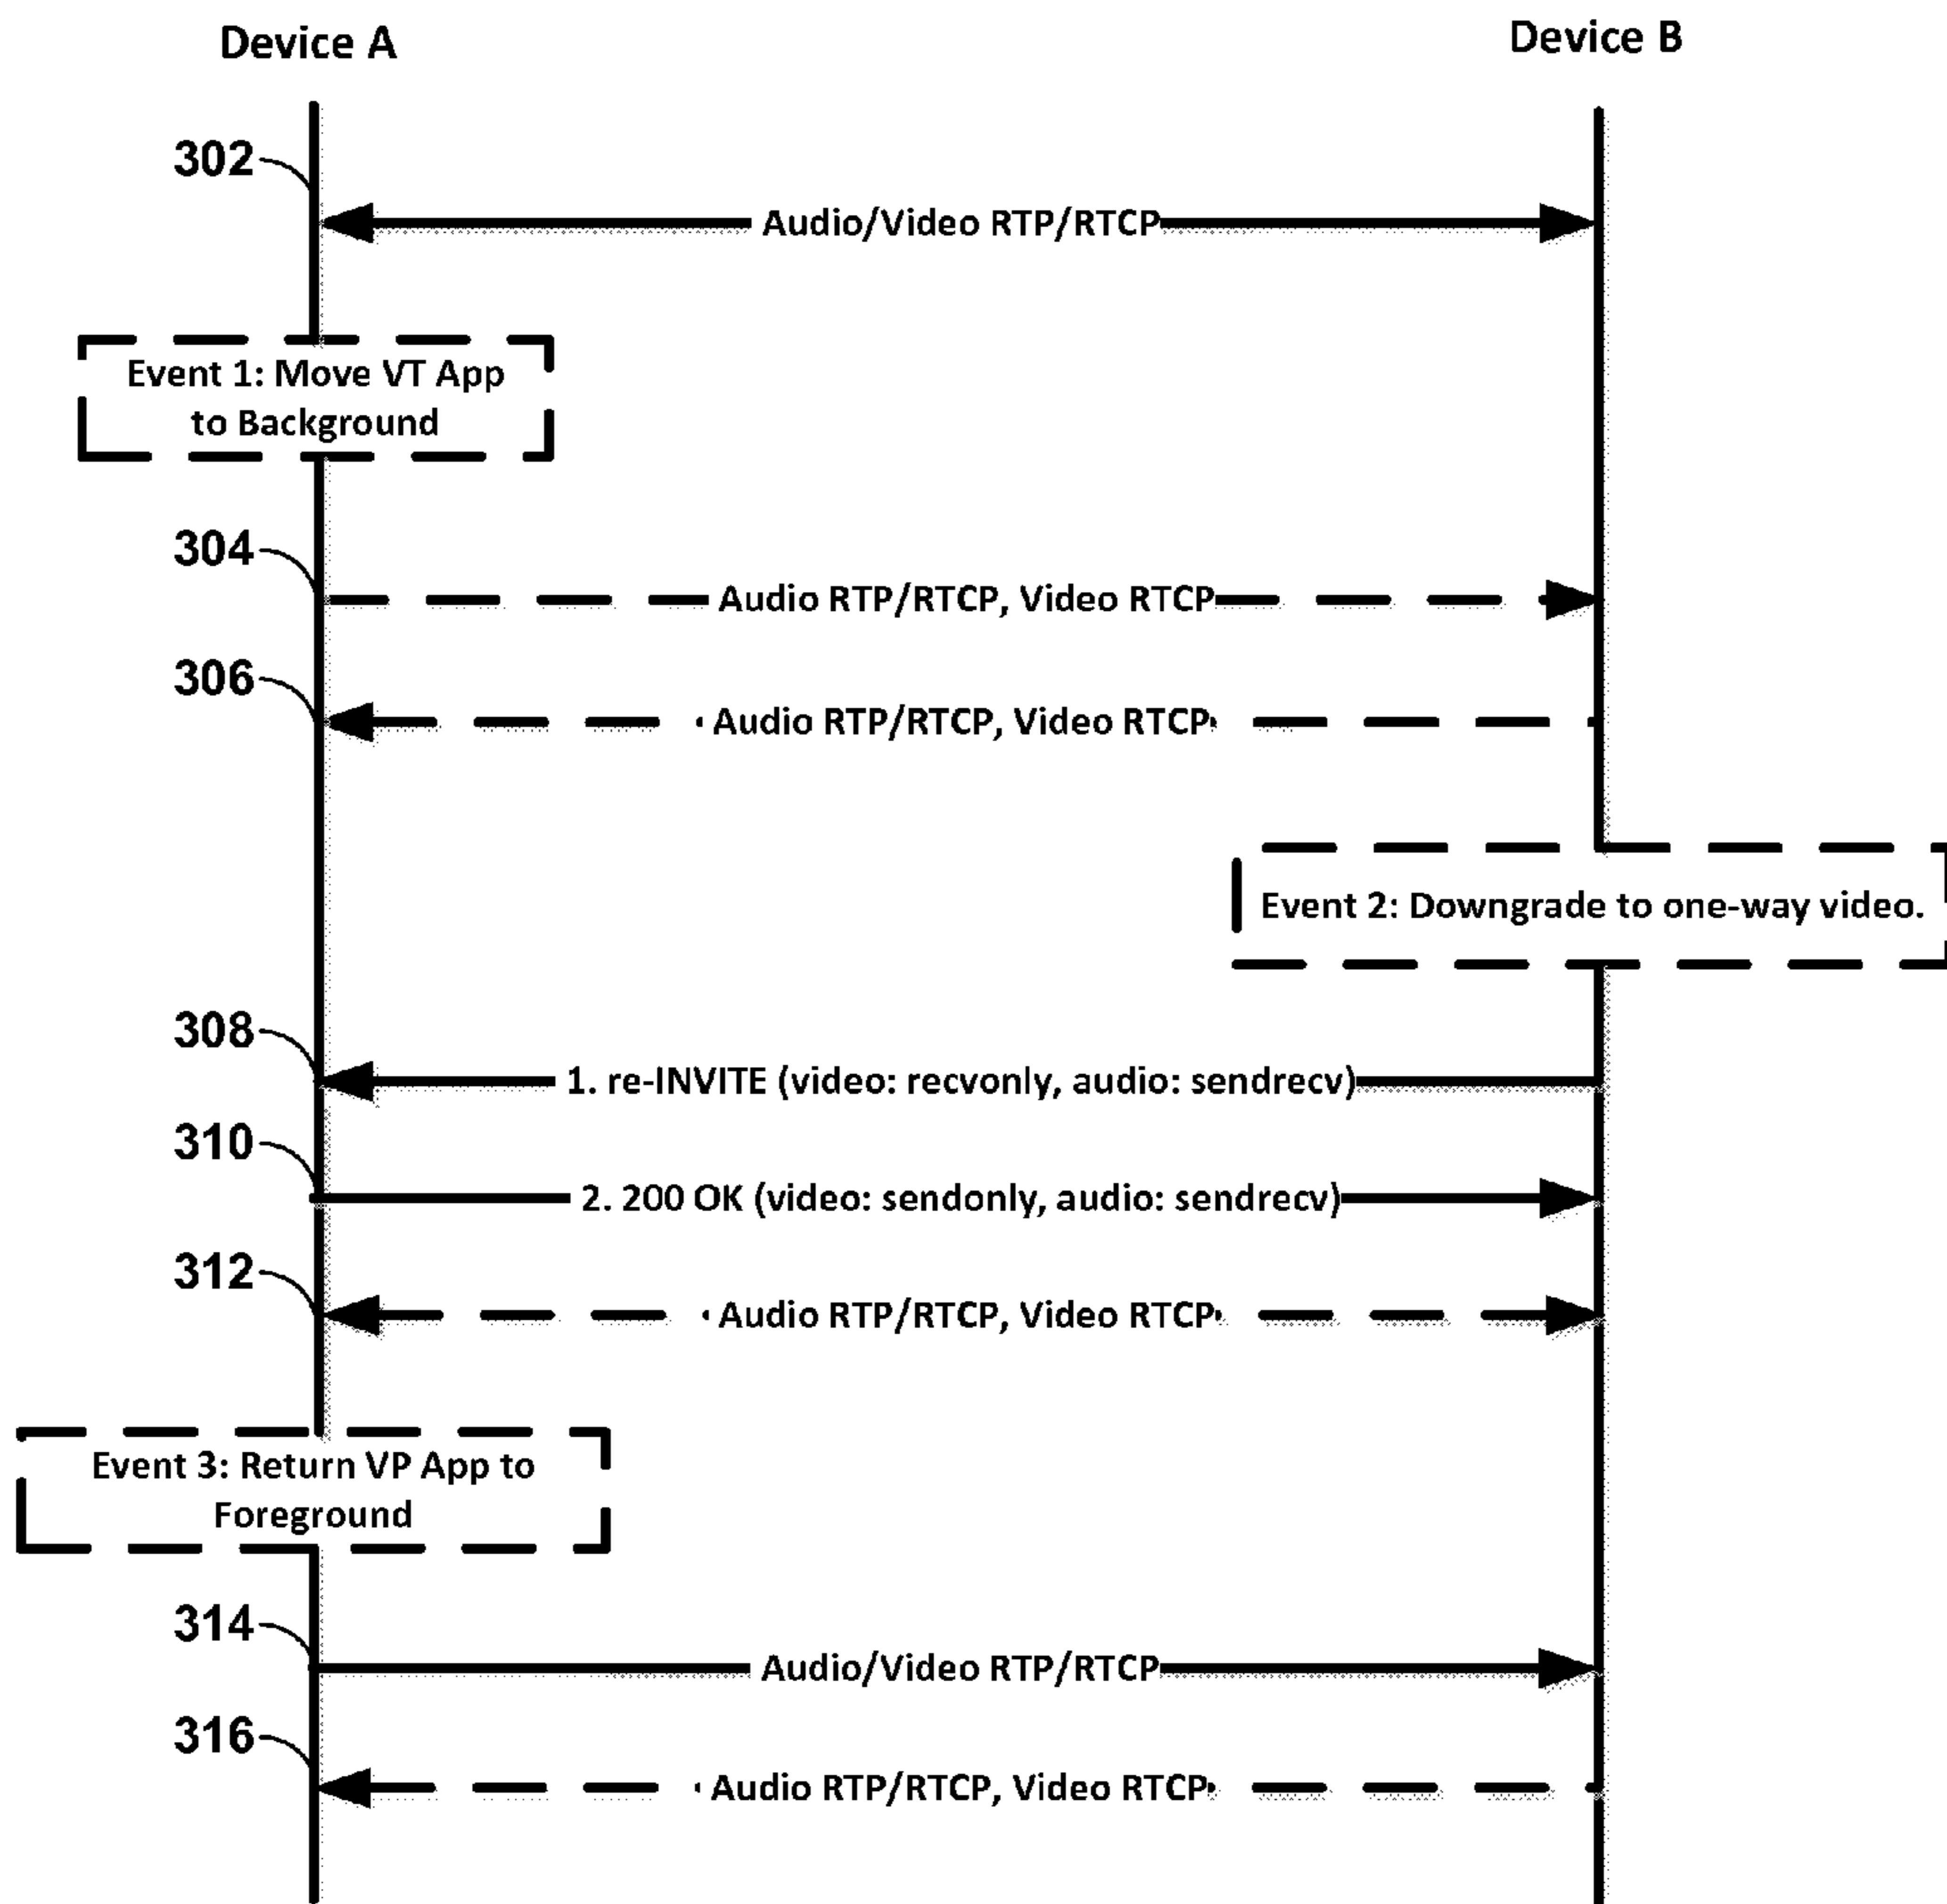 Device A
Device B
302
Audio/Video RTP/RTCP
Event 1: Move VT App
to Background
304
Audio RTP/RTCP, Video RTCP
306
Audio RTP/RTCP, Video RTCP
Event 2: Downgrade to one-way video.
308
1. re-INVITE (video: recvonly, audio: sendrecv)
310
2. 200 OK (video: sendonly, audio: sendrecv)
312
Audio RTP/RTCP, Video RTCP
Event 3: Return VP App to
Foreground
314
Audio/Video RTP/RTCP
316
Audio RTP/RTCP, Video RTCP